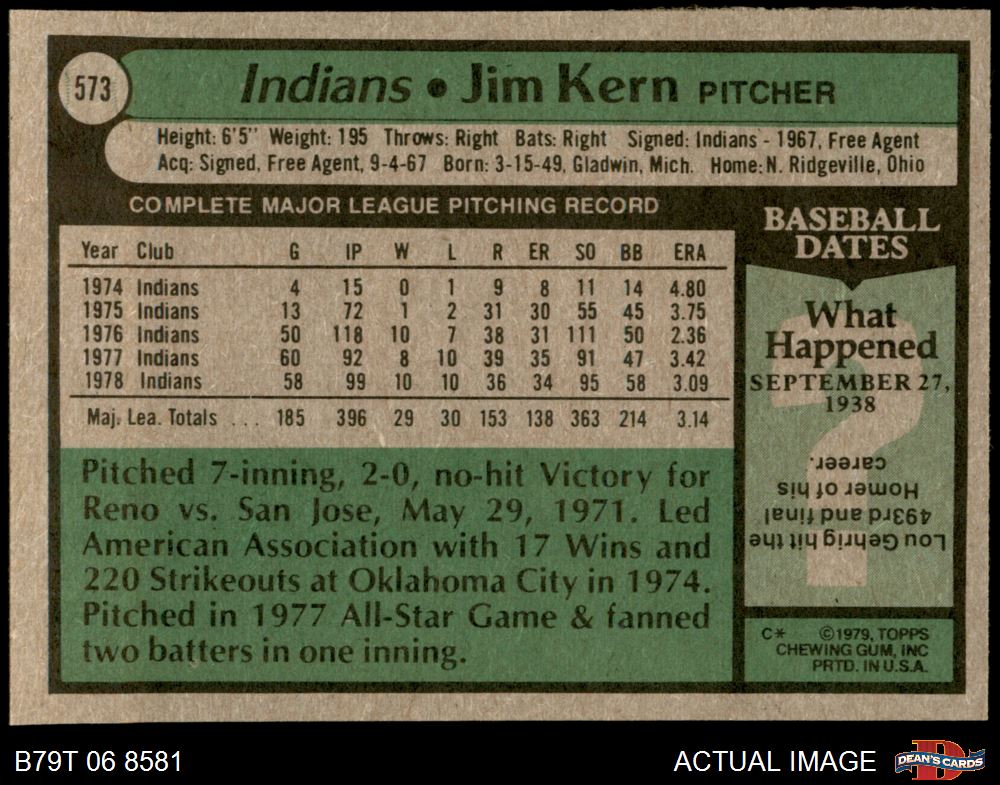 573
Indians • Jim Kern PITCHER
Height: 6'5" Weight: 195 Throws: Right Bats: Right Signed: Indians - 1967, Free Agent
Acq: Signed, Free Agent, 9-4-67 Born: 3-15-49, Gladwin, Mich. Home: N. Ridgeville, Ohio
COMPLETE MAJOR LEAGUE PITCHING RECORD
Year Club G IP W L R ER SO BB ERA
1974 Indians 4 15 0 1 9 8 11 14 4.80
1975 Indians 13 72 1 2 31 30 55 45 3.75
1976 Indians 50 118 10 7 38 31 111 50 2.36
1977 Indians 60 92 8 10 39 35 91 47 3.42
1978 Indians 58 99 10 10 36 34 95 58 3.09
Maj. Lea. Totals ... 185 396 29 30 153 138 363 214 3.14
Pitched 7-inning, 2-0, no-hit Victory for
Reno vs. San Jose, May 29, 1971. Led
American Association with 17 Wins and
220 Strikeouts at Oklahoma City in 1974.
Pitched in 1977 All-Star Game & fanned
two batters in one inning.
BASEBALL
DATES
What
Happened
SEPTEMBER 27,
1938
?
Lou Gehrig hit the
493rd and final
Homer of his
career.
C* ©1979, TOPPS
CHEWING GUM, INC
PRTD. IN U.S.A.
B79T 06 8581
ACTUAL IMAGE
D
DEAN'S CARDS